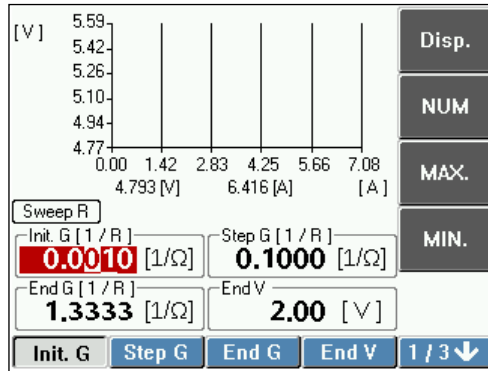 [V]
5.59
5.42
5.26
5.10
4.94
4.77
0.00 1.42 2.83 4.25 5.66 7.08
4.793 [V] 6.416 [A] [A]
Sweep R
Init. G [ 1 / R ] Step G [ 1 / R ]
0.0010 [1/Ω] 0.1000 [1/Ω]
End G [ 1 / R ] End V
1.3333 [1/Ω] 2.00 [V]
Disp.
NUM
MAX.
MIN.
Init. G Step G End G End V 1 / 3